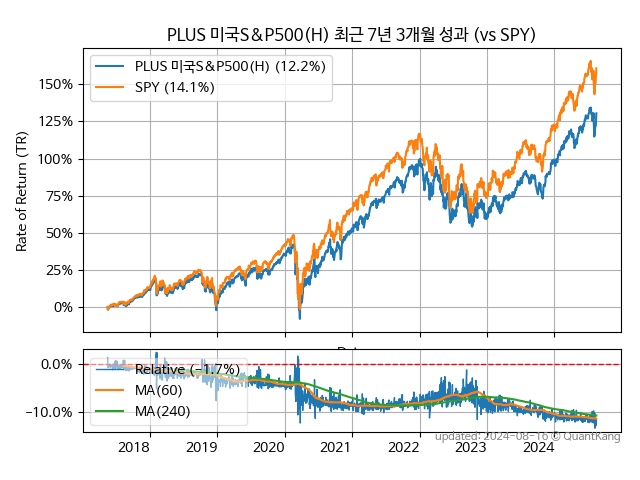 PLUS 미국S&P500(H) 최근 7년 3개월 성과 (vs SPY)
Rate of Return (TR)
150%
125%
100%
75%
50%
25%
0%
PLUS 미국S&P500(H) (12.2%)
SPY (14.1%)
0.0%
−10.0%
Relative (−1.7%)
MA(60)
MA(240)
2018
2019
2020
2021
2022
2023
2024
updated: 2024-08-16 © QuantKang